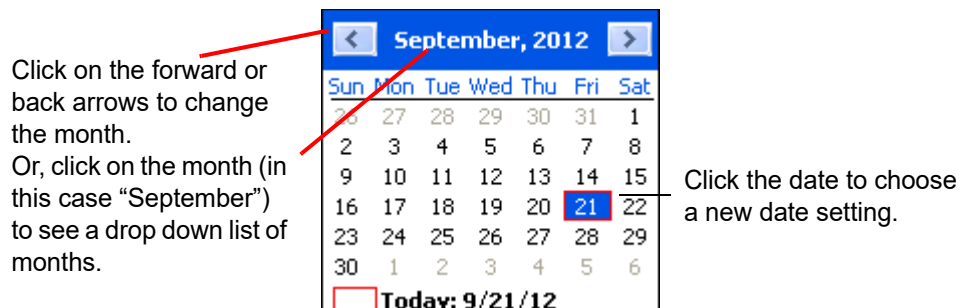 Click on the forward or
back arrows to change
the month.
Or, click on the month (in
this case “September”)
to see a drop down list of
months.
September, 2012
Sun Mon Tue Wed Thu Fri Sat
26 27 28 29 30 31 1
2 3 4 5 6 7 8
9 10 11 12 13 14 15
16 17 18 19 20 21 22
23 24 25 26 27 28 29
30 1 2 3 4 5 6
Today: 9/21/12
Click the date to choose
a new date setting.